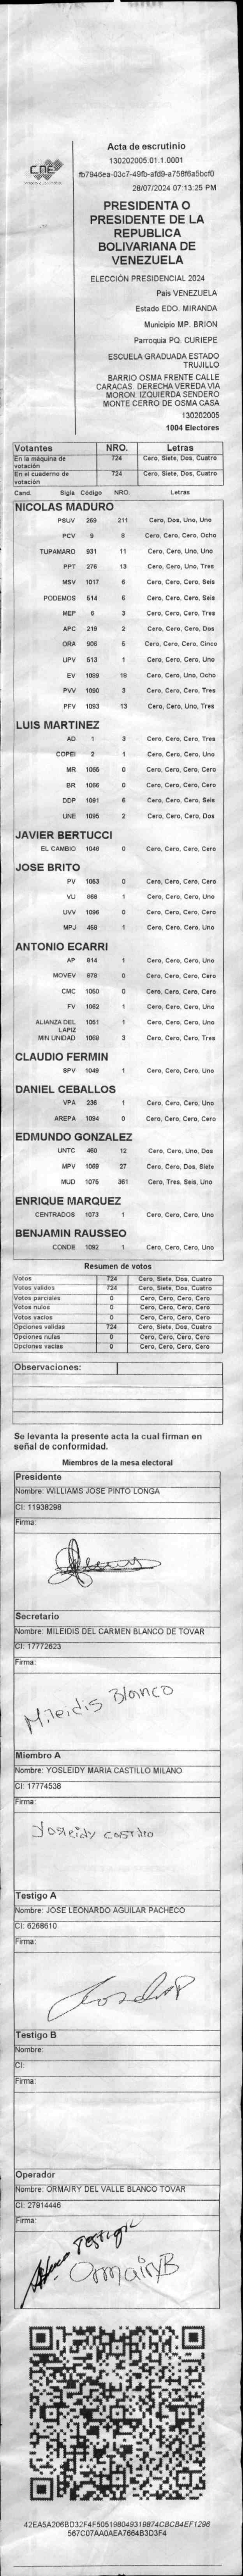 CNE
Acta de escrutinio
130202005.01.1.0001
fb7946ea-03c7-49fb-afd9-a758f6a5bcf0
28/07/2024 07:13:25 PM
PRESIDENTA O
PRESIDENTE DE LA
REPUBLICA
BOLIVARIANA DE
VENEZUELA
ELECCIÓN PRESIDENCIAL 2024
País VENEZUELA
Estado EDO. MIRANDA
Municipio MP. BRION
Parroquia PQ. CURIEPE
ESCUELA GRADUADA ESTADO
TRUJILLO
BARRIO OSMA FRENTE CALLE
CARACAS. DERECHA VEREDA VIA
MORON. IZQUIERDA SENDERO
MONTE CERRO DE OSMA CASA
130202005
1004 Electores
Votantes NRO. Letras
En la máquina de votación 724 Cero, Siete, Dos, Cuatro
En el cuaderno de votación 724 Cero, Siete, Dos, Cuatro
Cand. Sigla Código NRO. Letras
NICOLAS MADURO
PSUV 269 211 Cero, Dos, Uno, Uno
PCV 9 8 Cero, Cero, Cero, Ocho
TUPAMARO 931 11 Cero, Cero, Uno, Uno
PPT 276 13 Cero, Cero, Uno, Tres
MSV 1017 6 Cero, Cero, Cero, Seis
PODEMOS 514 6 Cero, Cero, Cero, Seis
MEP 6 3 Cero, Cero, Cero, Tres
APC 219 2 Cero, Cero, Cero, Dos
ORA 906 5 Cero, Cero, Cero, Cinco
UPV 513 1 Cero, Cero, Cero, Uno
EV 1089 18 Cero, Cero, Uno, Ocho
PVV 1090 3 Cero, Cero, Cero, Tres
PFV 1093 13 Cero, Cero, Uno, Tres
LUIS MARTINEZ
AD 1 3 Cero, Cero, Cero, Tres
COPEI 2 1 Cero, Cero, Cero, Uno
MR 1065 0 Cero, Cero, Cero, Cero
BR 1066 0 Cero, Cero, Cero, Cero
DDP 1091 6 Cero, Cero, Cero, Seis
UNE 1095 2 Cero, Cero, Cero, Dos
JAVIER BERTUCCI
EL CAMBIO 1048 0 Cero, Cero, Cero, Cero
JOSE BRITO
PV 1053 0 Cero, Cero, Cero, Cero
VU 868 1 Cero, Cero, Cero, Uno
UVV 1096 0 Cero, Cero, Cero, Cero
MPJ 458 1 Cero, Cero, Cero, Uno
ANTONIO ECARRI
AP 814 1 Cero, Cero, Cero, Uno
MOVEV 879 0 Cero, Cero, Cero, Cero
CMC 1050 0 Cero, Cero, Cero, Cero
FV 1062 1 Cero, Cero, Cero, Uno
ALIANZA DEL LAPIZ 1051 1 Cero, Cero, Cero, Uno
MIN UNIDAD 1068 3 Cero, Cero, Cero, Tres
CLAUDIO FERMIN
SPV 1049 1 Cero, Cero, Cero, Uno
DANIEL CEBALLOS
VPA 236 1 Cero, Cero, Cero, Uno
AREPA 1094 0 Cero, Cero, Cero, Cero
EDMUNDO GONZALEZ
UNTC 460 12 Cero, Cero, Uno, Dos
MPV 1069 27 Cero, Cero, Dos, Siete
MUD 1075 361 Cero, Tres, Seis, Uno
ENRIQUE MARQUEZ
CENTRADOS 1073 1 Cero, Cero, Cero, Uno
BENJAMIN RAUSSEO
CONDE 1092 1 Cero, Cero, Cero, Uno
Resumen de votos
Votos 724 Cero, Siete, Dos, Cuatro
Votos validos 724 Cero, Siete, Dos, Cuatro
Votos parciales 0 Cero, Cero, Cero, Cero
Votos nulos 0 Cero, Cero, Cero, Cero
Votos vacios 0 Cero, Cero, Cero, Cero
Opciones validas 724 Cero, Siete, Dos, Cuatro
Opciones nulas 0 Cero, Cero, Cero, Cero
Opciones vacias 0 Cero, Cero, Cero, Cero
Observaciones:
Se levanta la presente acta la cual firman en
señal de conformidad.
Miembros de la mesa electoral
Presidente
Nombre: WILLIAMS JOSE PINTO LONGA
CI: 11938298
Firma:
Secretario
Nombre: MILEIDIS DEL CARMEN BLANCO DE TOVAR
CI: 17772623
Firma:
Mileidis Blanco
Miembro A
Nombre: YOSLEIDY MARIA CASTILLO MILANO
CI: 17774538
Firma:
Yosleidy castillo
Testigo A
Nombre: JOSE LEONARDO AGUILAR PACHECO
CI: 6268610
Firma:
Testigo B
Nombre:
CI:
Firma:
Operador
Nombre: ORMAIRY DEL VALLE BLANCO TOVAR
CI: 27914446
Firma:
Testigo
OrmairyB
42EA5A206BD32F4F505198049319874CBCB4EF1296
567C07AA0AEA7664B3D3F4